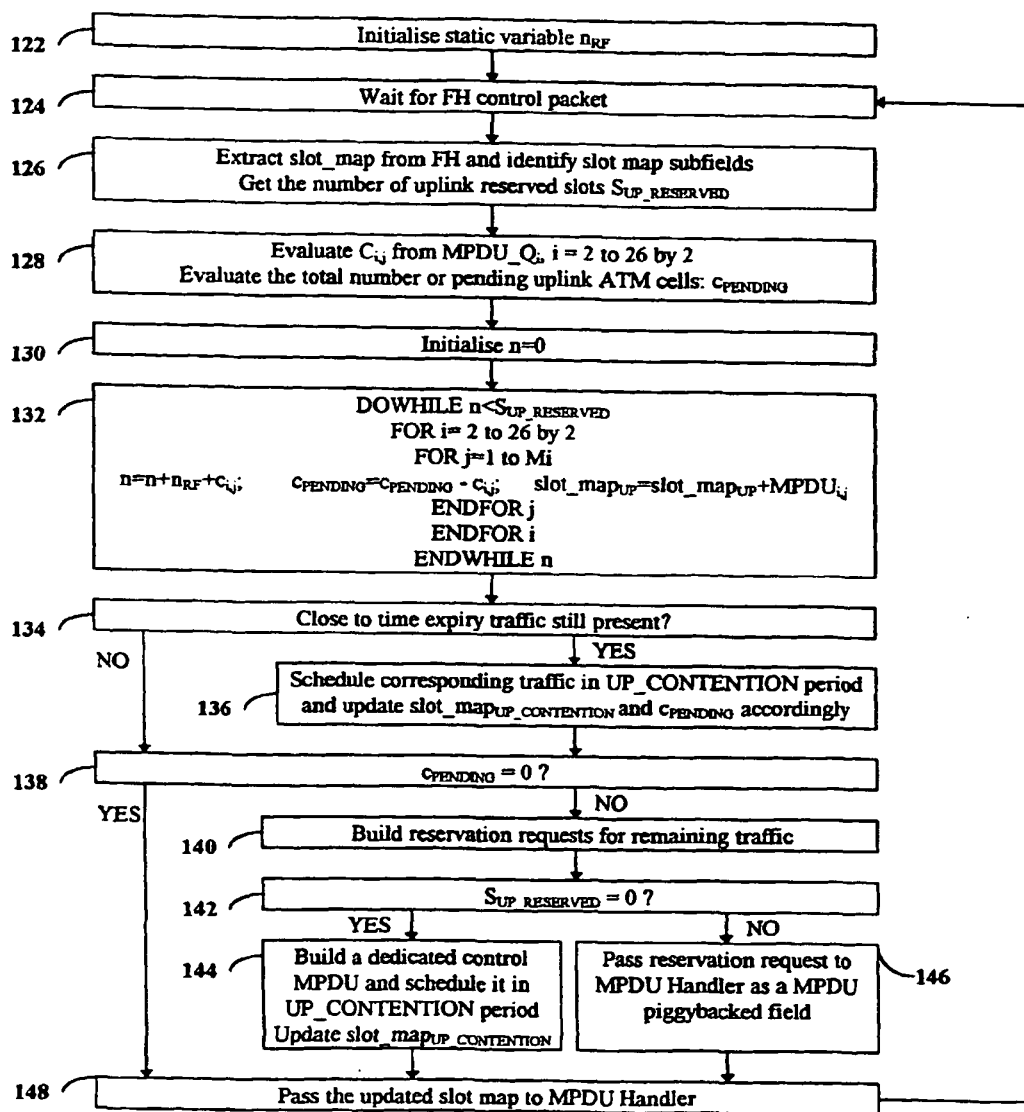 122
Initialise static variable n_RF
124
Wait for FH control packet
126
Extract slot_map from FH and identify slot map subfields
Get the number of uplink reserved slots S_UP_RESERVED
128
Evaluate C_i,j from MPDU_Q_i, i = 2 to 26 by 2
Evaluate the total number or pending uplink ATM cells: c_PENDING
130
Initialise n=0
132
DOWHILE n<S_UP_RESERVED
FOR i= 2 to 26 by 2
FOR j=1 to Mi
n=n+n_RF+c_i,j; c_PENDING=c_PENDING - c_i,j; slot_map_UP=slot_map_UP+MPDU_i,j
ENDFOR j
ENDFOR i
ENDWHILE n
134
Close to time expiry traffic still present?
NO
YES
136
Schedule corresponding traffic in UP_CONTENTION period
and update slot_map_UP_CONTENTION and c_PENDING accordingly
138
c_PENDING = 0 ?
YES
NO
140
Build reservation requests for remaining traffic
142
S_UP RESERVED = 0 ?
YES
NO
144
Build a dedicated control
MPDU and schedule it in
UP_CONTENTION period
Update slot_map_UP_CONTENTION
Pass reservation request to
MPDU Handler as a MPDU
piggybacked field
146
148
Pass the updated slot map to MPDU Handler